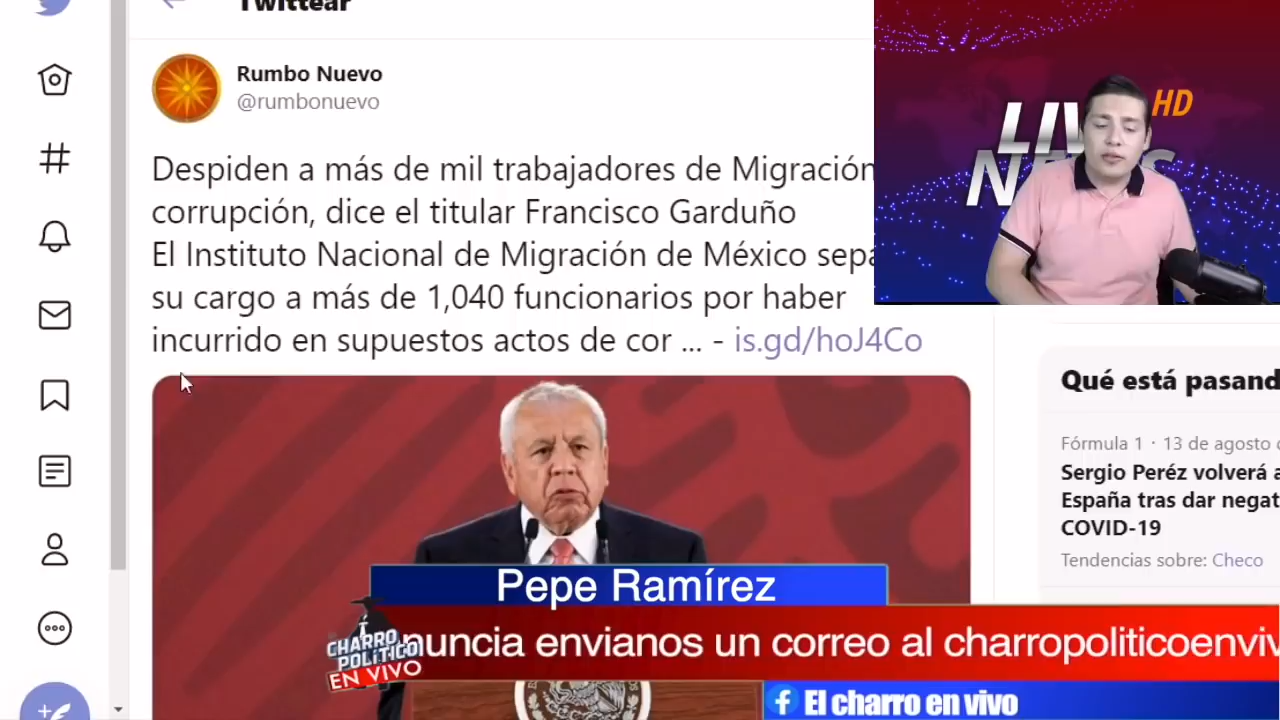 Twittear
Rumbo Nuevo
@rumbonuevo
Despiden a más de mil trabajadores de Migración
corrupción, dice el titular Francisco Garduño
El Instituto Nacional de Migración de México sepa
su cargo a más de 1,040 funcionarios por haber
incurrido en supuestos actos de cor ... - is.gd/hoJ4Co
HD
Qué está pasand
Fórmula 1 · 13 de agosto
Sergio Peréz volverá a
España tras dar negat
COVID-19
Tendencias sobre: Checo
Pepe Ramírez
nuncia envianos un correo al charropoliticoenviv
CHARRO
POLÍTICO
EN VIVO
El charro en vivo